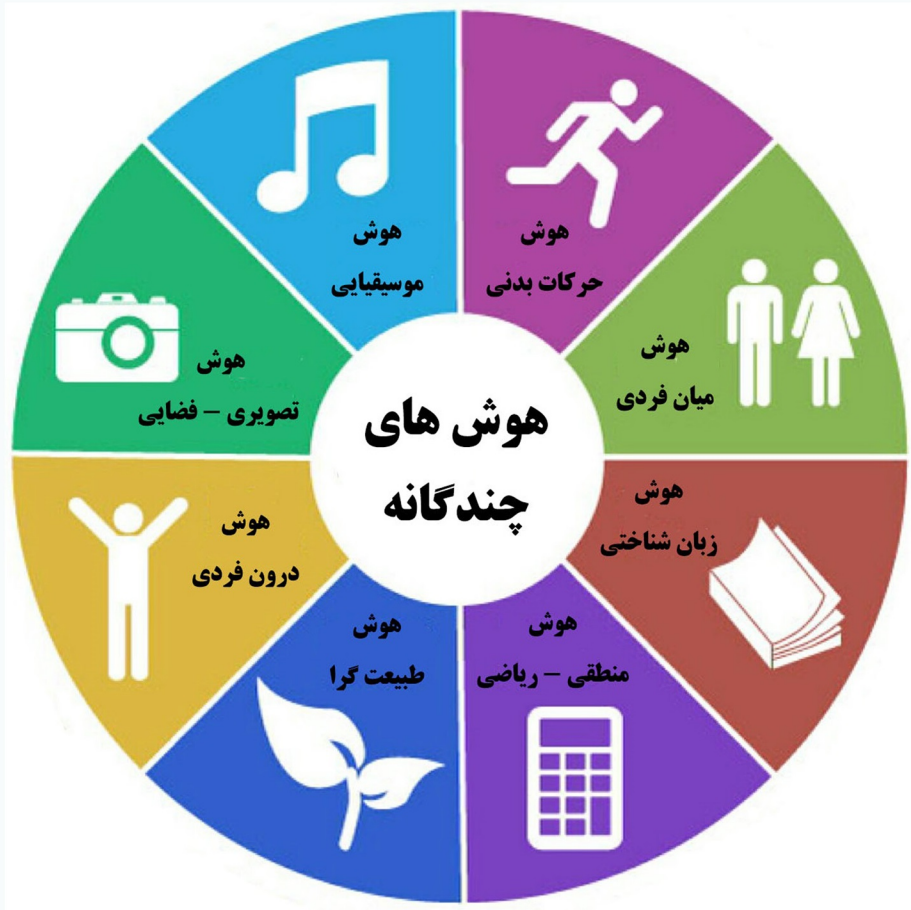 هوش های
چندگانه
هوش
حرکات بدنی
هوش
میان فردی
هوش
زبان شناختی
هوش
منطقی – ریاضی
هوش
طبیعت گرا
هوش
درون فردی
هوش
تصویری – فضایی
هوش
موسیقیایی